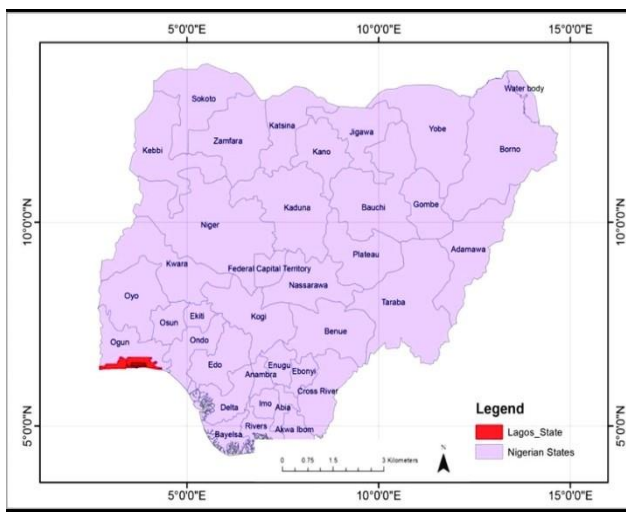 5°0'0"E 10°0'0"E 15°0'0"E
Water body
Sokoto
Katsina
Jigawa
Yobe
Zamfara
Borno
Kebbi
Kano
10°0'0"N
10°0'0"N
Kaduna
Bauchi
Gombe
Niger
Adamawa
Plateau
Kwara
Federal Capital Territory
Nassarawa
Oyo
Taraba
Osun
Ekiti
Kogi
Benue
Ogun
Ondo
Edo
Enugu
Ebonyi
Anambra
Cross River
Delta
Imo
Abia
Rivers
Akwa Ibom
Bayelsa
5°0'0"N
5°0'0"N
Legend
Lagos_State
Nigerian States
N
0 0.75 1.5 3 Kilometers
5°0'0"E 10°0'0"E 15°0'0"E